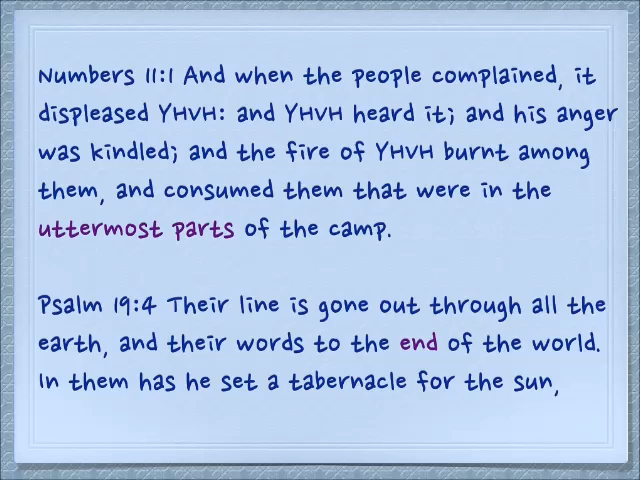 Numbers 11:1 And when the people complained, it
displeased YHVH: and YHVH heard it; and his anger
was kindled; and the fire of YHVH burnt among
them, and consumed them that were in the
uttermost parts of the camp.
Psalm 19:4 Their line is gone out through all the
earth, and their words to the end of the world.
In them has he set a tabernacle for the sun,